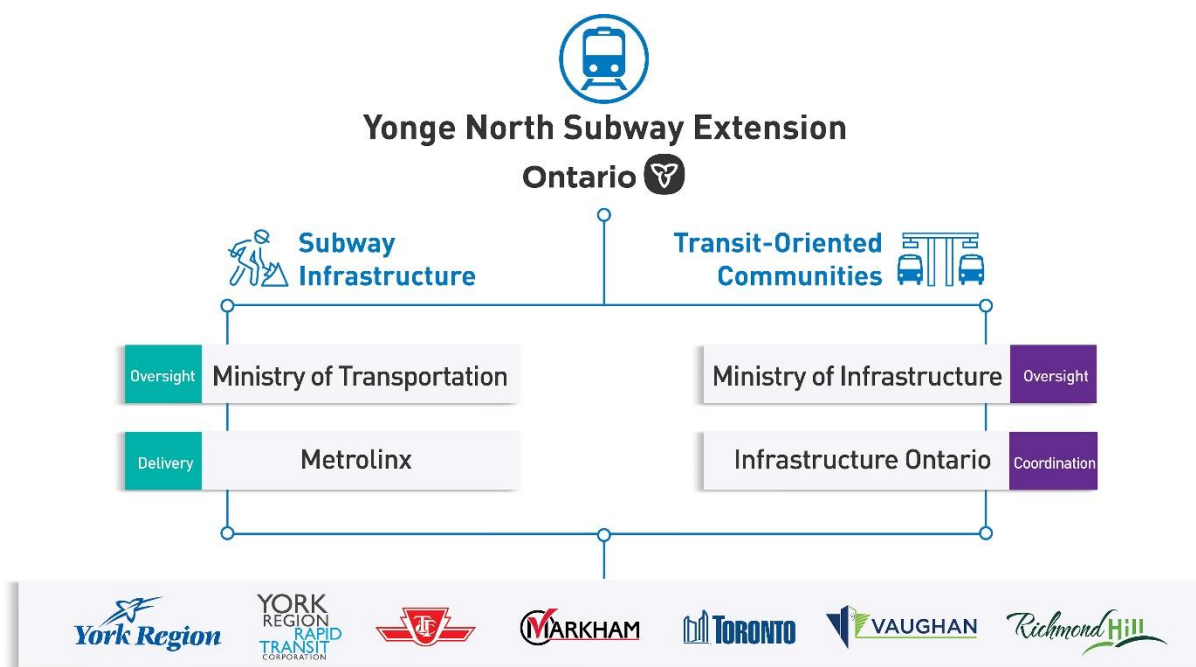 Yonge North Subway Extension
Ontario
Subway
Infrastructure
Transit-Oriented
Communities
Oversight
Ministry of Transportation
Ministry of Infrastructure
Oversight
Delivery
Metrolinx
Infrastructure Ontario
Coordination
York Region
YORK
REGION
RAPID
TRANSIT
CORPORATION
TTC
MARKHAM
TORONTO
VAUGHAN
Richmond Hill